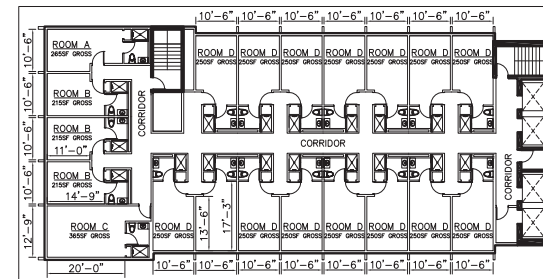 10'-6" 10'-6" 10'-6" 10'-6" 10'-6" 10'-6" 10'-6"
10'-6"
ROOM A
265SF GROSS
ROOM D ROOM D ROOM D ROOM D ROOM D ROOM D ROOM D
250SF GROSS 250SF GROSS 250SF GROSS 250SF GROSS 250SF GROSS 250SF GROSS 250SF GROSS
10'-6"
ROOM B
215SF GROSS
CORRIDOR
10'-6"
ROOM B
215SF GROSS
11'-0"
CORRIDOR
CORRIDOR
10'-6"
ROOM B
215SF GROSS
14'-9"
12'-9"
ROOM C
365SF GROSS
13'-6"
17'-3"
ROOM D ROOM D ROOM D ROOM D ROOM D ROOM D ROOM D ROOM D
250SF GROSS 250SF GROSS 250SF GROSS 250SF GROSS 250SF GROSS 250SF GROSS 250SF GROSS 250SF GROSS
20'-0"
10'-6" 10'-6" 10'-6" 10'-6" 10'-6" 10'-6" 10'-6" 10'-6"